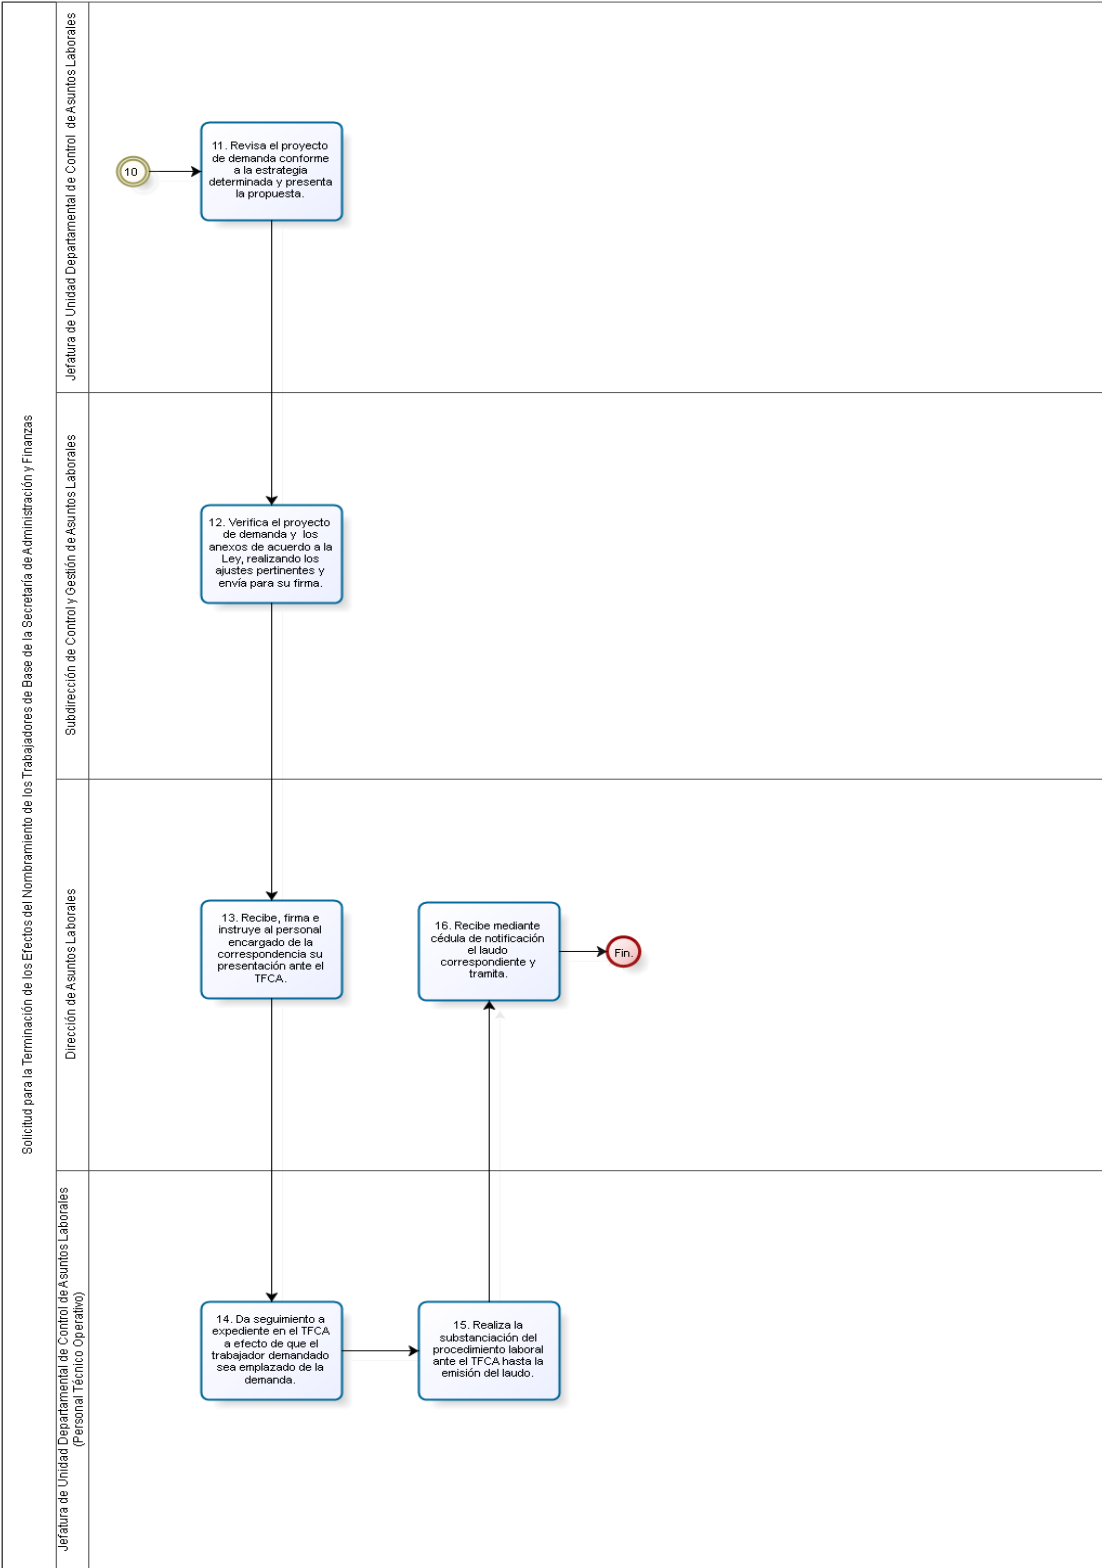 Solicitud para la Terminación de los Efectos del Nombramiento de los Trabajadores de Base de la Secretaría de Administración y Finanzas
Jefatura de Unidad Departamental de Control de Asuntos Laborales
10
11. Revisa el proyecto
de demanda conforme
a la estrategia
determinada y presenta
la propuesta.
Subdirección de Control y Gestión de Asuntos Laborales
12. Verifica el proyecto
de demanda y los
anexos de acuerdo a la
Ley, realizando los
ajustes pertinentes y
envía para su firma.
Dirección de Asuntos Laborales
13. Recibe, firma e
instruye al personal
encargado de la
correspondencia su
presentación ante el
TFCA.
16. Recibe mediante
cédula de notificación
el laudo
correspondiente y
tramita.
Fin.
Jefatura de Unidad Departamental de Control de Asuntos Laborales
(Personal Técnico Operativo)
14. Da seguimiento a
expediente en el TFCA
a efecto de que el
trabajador demandado
sea emplazado de la
demanda.
15. Realiza la
substanciación del
procedimiento laboral
ante el TFCA hasta la
emisión del laudo.